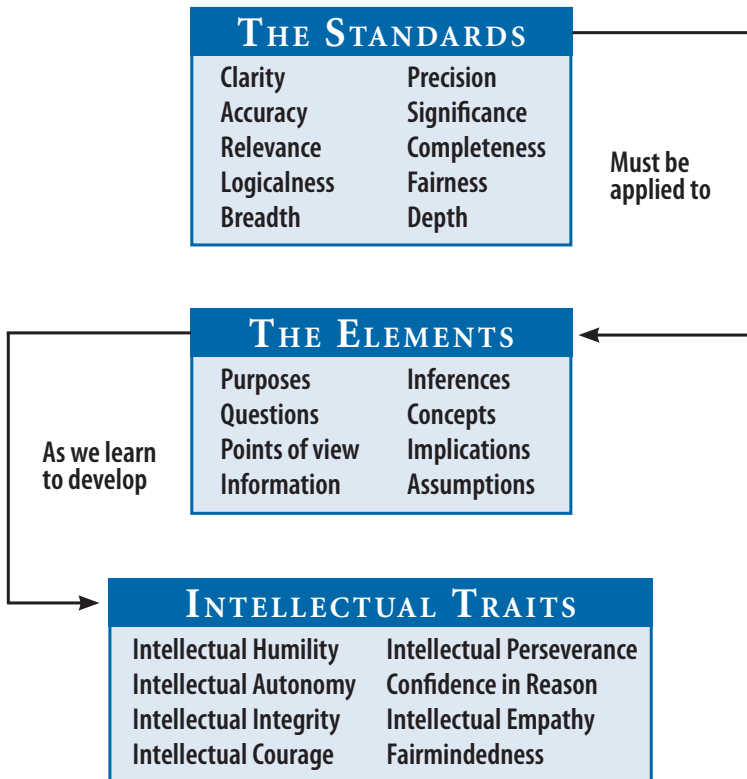 THE STANDARDS
Clarity Precision
Accuracy Significance
Relevance Completeness
Logicalness Fairness
Breadth Depth
Must be
applied to
THE ELEMENTS
Purposes Inferences
Questions Concepts
Points of view Implications
Information Assumptions
As we learn
to develop
INTELLECTUAL TRAITS
Intellectual Humility Intellectual Perseverance
Intellectual Autonomy Confidence in Reason
Intellectual Integrity Intellectual Empathy
Intellectual Courage Fairmindedness